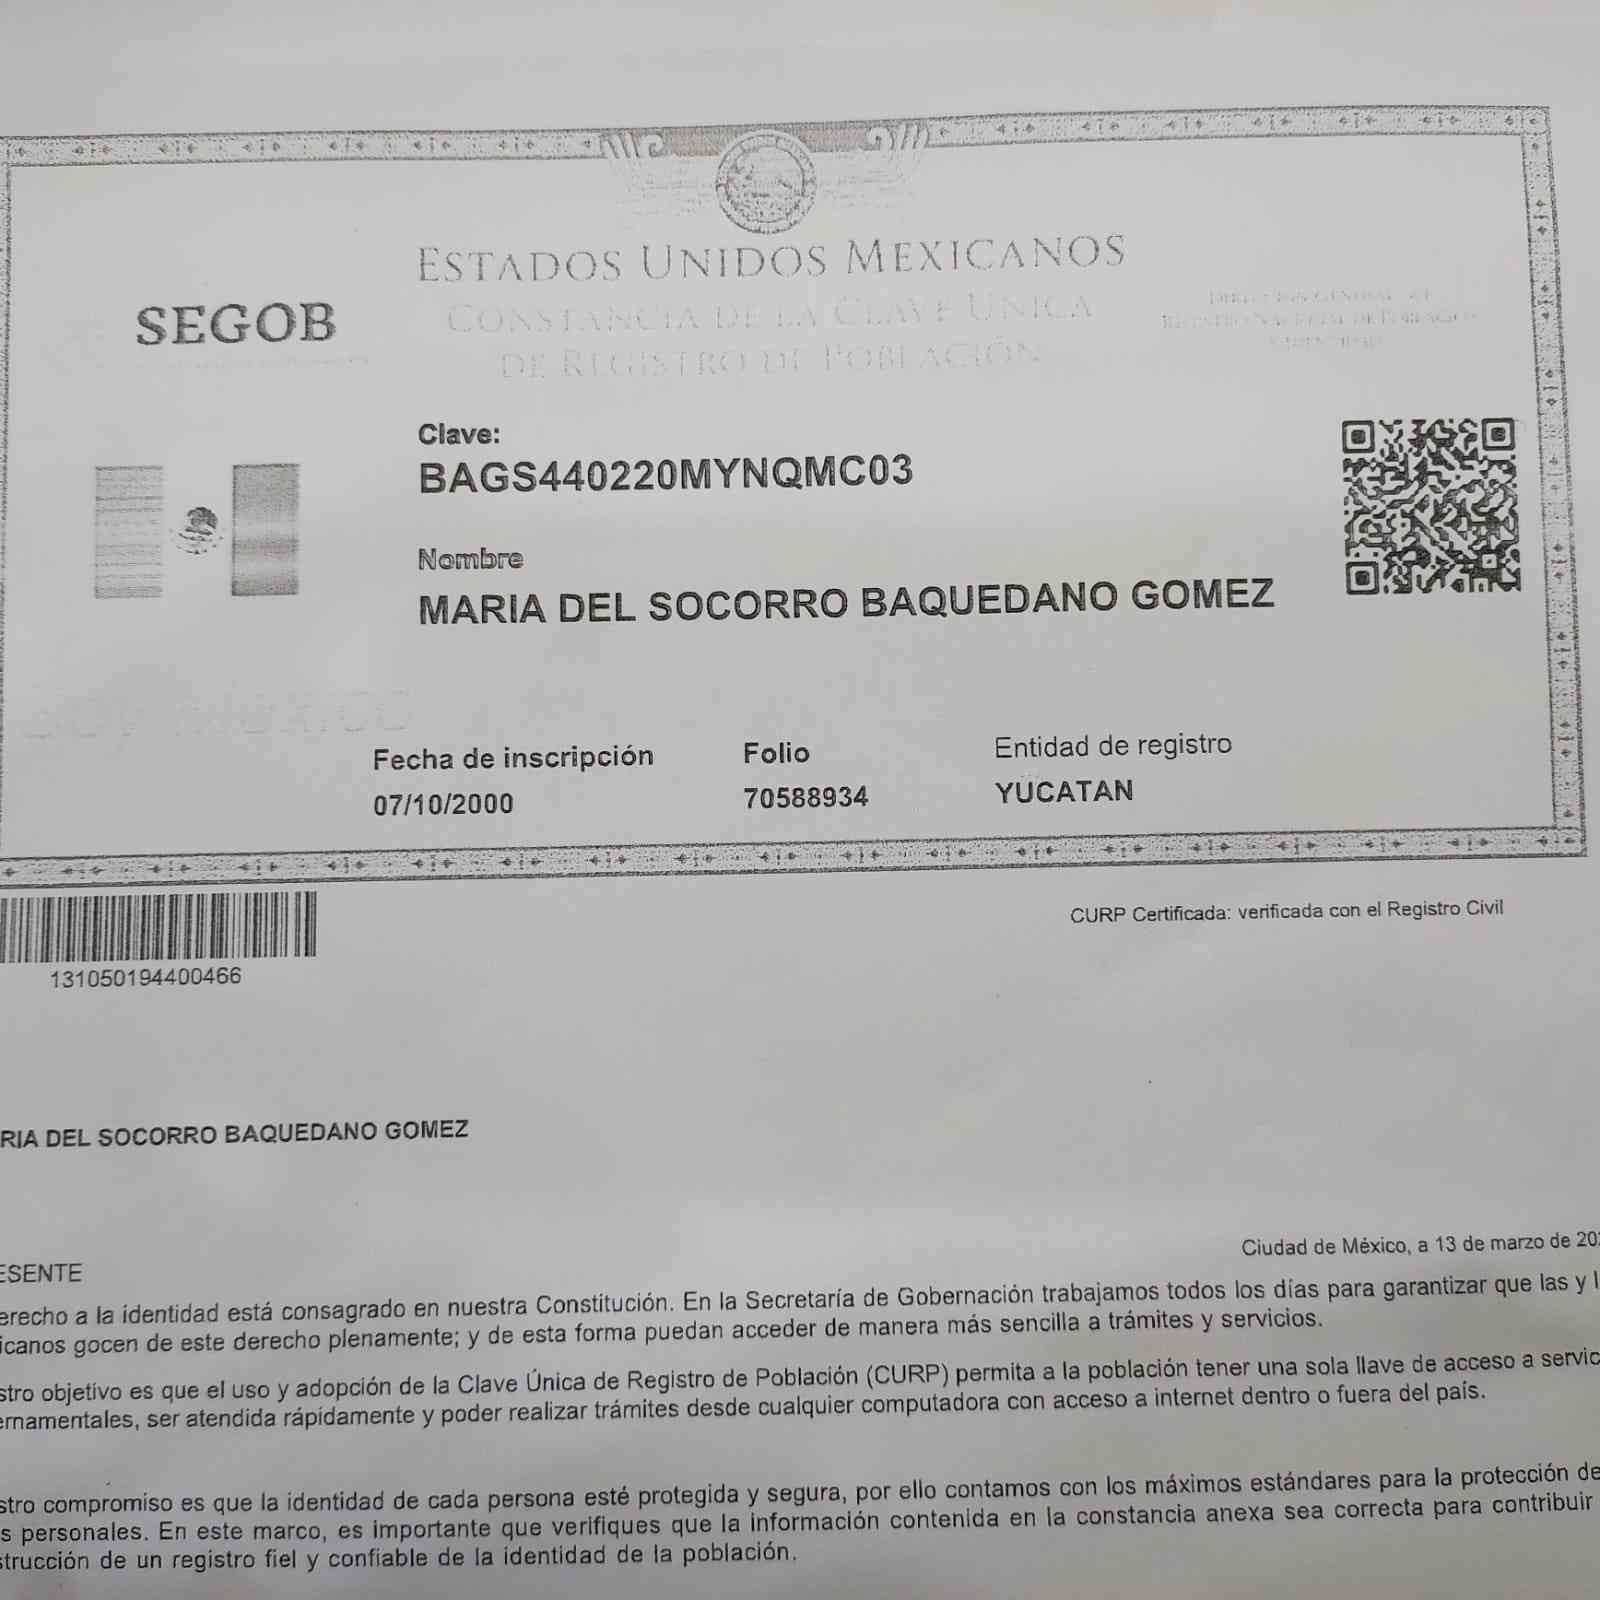 ESTADOS UNIDOS MEXICANOS
SEGOB
CONSTANCIA DE LA CLAVE ÚNICA
DE REGISTRO DE POBLACIÓN
DIRECCIÓN GENERAL DEL
REGISTRO NACIONAL DE POBLACIÓN
Clave:
BAGS440220MYNQMC03
Nombre
MARIA DEL SOCORRO BAQUEDANO GOMEZ
SOY MÉXICO
Fecha de inscripción
07/10/2000
Folio
70588934
Entidad de registro
YUCATAN
CURP Certificada: verificada con el Registro Civil
131050194400466
RIA DEL SOCORRO BAQUEDANO GOMEZ
Ciudad de México, a 13 de marzo de 20
ESENTE
erecho a la identidad está consagrado en nuestra Constitución. En la Secretaría de Gobernación trabajamos todos los días para garantizar que las y l
icanos gocen de este derecho plenamente; y de esta forma puedan acceder de manera más sencilla a trámites y servicios.
stro objetivo es que el uso y adopción de la Clave Única de Registro de Población (CURP) permita a la población tener una sola llave de acceso a servic
ernamentales, ser atendida rápidamente y poder realizar trámites desde cualquier computadora con acceso a internet dentro o fuera del país.
stro compromiso es que la identidad de cada persona esté protegida y segura, por ello contamos con los máximos estándares para la protección de
s personales. En este marco, es importante que verifiques que la información contenida en la constancia anexa sea correcta para contribuir
strucción de un registro fiel y confiable de la identidad de la población.